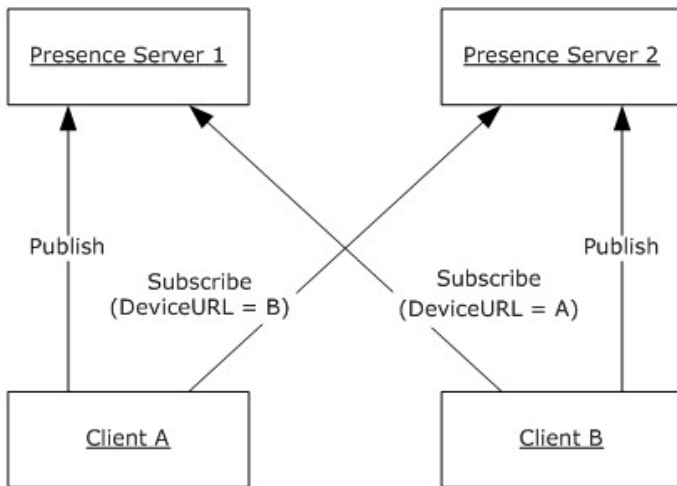 Presence Server 1
Presence Server 2
Publish
Publish
Subscribe
(DeviceURL = B)
Subscribe
(DeviceURL = A)
Client A
Client B